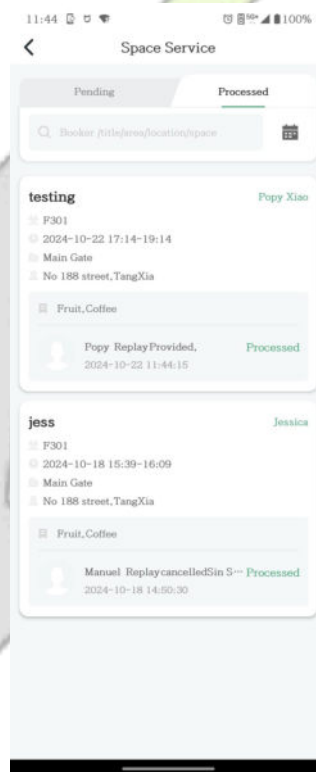 11:44 5G+ 100%
Space Service
Pending Processed
Booker /title/area/location/space
testing Popy Xiao
F301
2024-10-22 17:14-19:14
Main Gate
No 188 street,TangXia
Fruit,Coffee
Popy ReplayProvided, Processed
2024-10-22 11:44:15
jess Jessica
F301
2024-10-18 15:39-16:09
Main Gate
No 188 street,TangXia
Fruit,Coffee
Manuel ReplaycancelledSin S··· Processed
2024-10-18 14:50:30